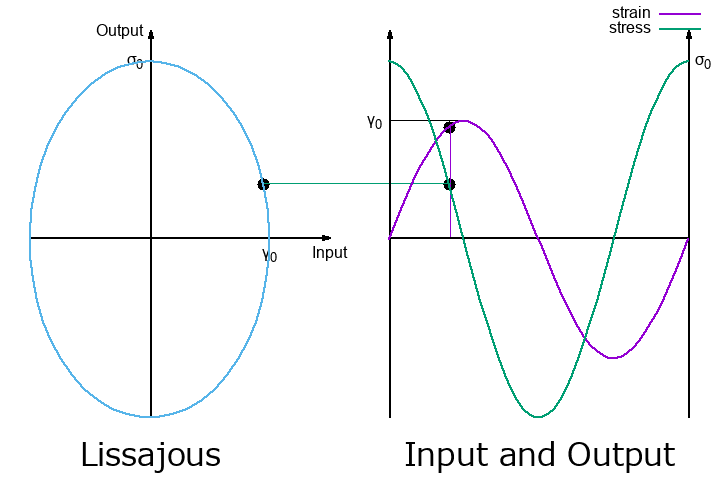 Output
σ0
γ0
Input
Lissajous
strain
stress
σ0
γ0
Input and Output